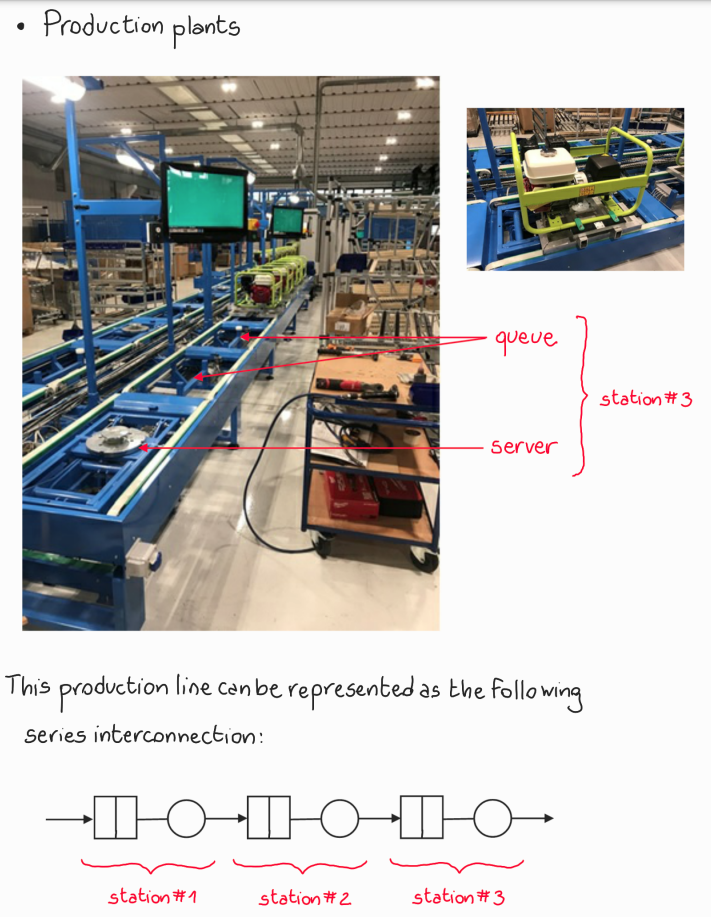 • Production plants
queue
station#3
server
This production line can be represented as the following
series interconnection:
station#1
station#2
station#3